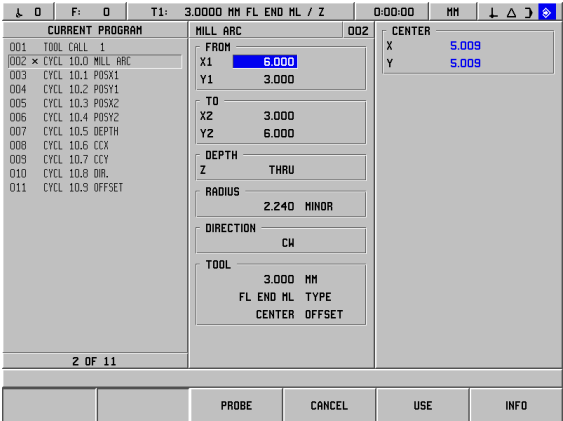 0 F: 0 T1: 3.0000 MM FL END ML / Z 0:00:00 MM
CURRENT PROGRAM
001 TOOL CALL 1
002 × CYCL 10.0 MILL ARC
003 CYCL 10.1 POSX1
004 CYCL 10.2 POSY1
005 CYCL 10.3 POSX2
006 CYCL 10.4 POSY2
007 CYCL 10.5 DEPTH
008 CYCL 10.6 CCX
009 CYCL 10.7 CCY
010 CYCL 10.8 DIR.
011 CYCL 10.9 OFFSET
2 OF 11
MILL ARC 002
FROM
X1 6.000
Y1 3.000
TO
X2 3.000
Y2 6.000
DEPTH
Z THRU
RADIUS
2.240 MINOR
DIRECTION
CW
TOOL
3.000 MM
FL END ML TYPE
CENTER OFFSET
CENTER
X 5.009
Y 5.009
PROBE CANCEL USE INFO